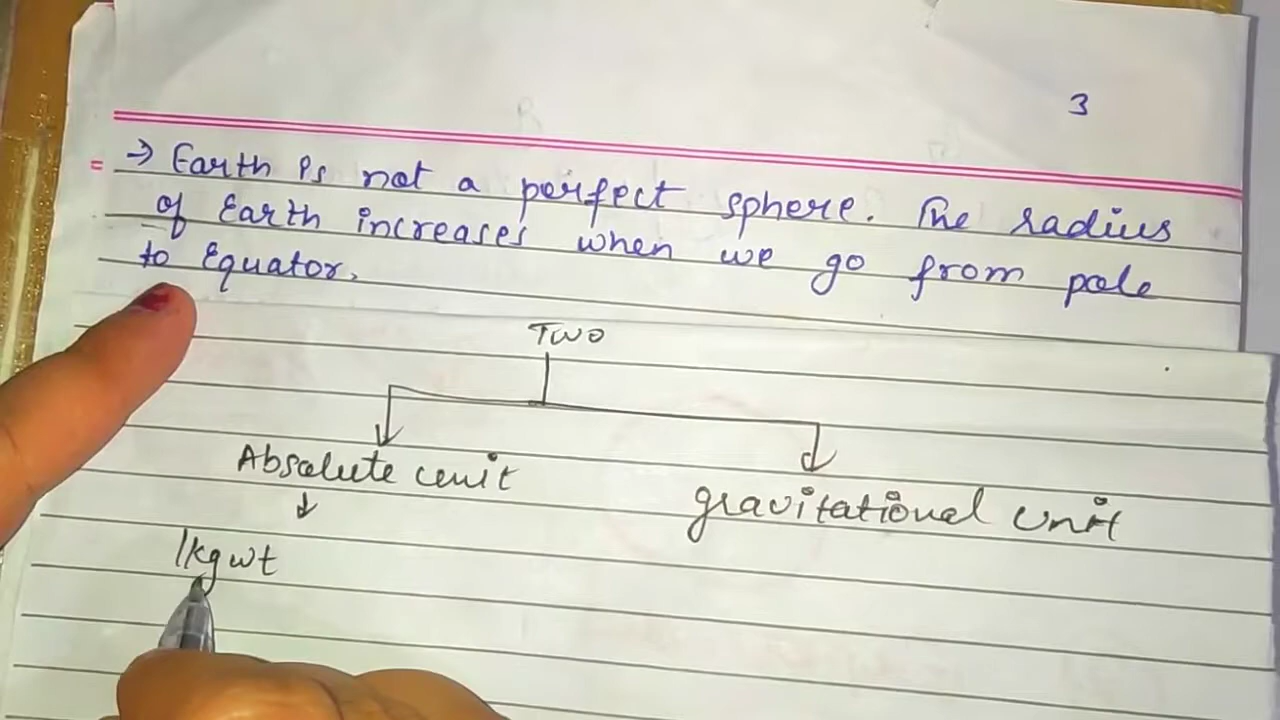 3
→ Earth is not a perfect sphere. The radius
of Earth increases when we go from pole
to Equator.
Two
Absolute unit
gravitational unit
1kgwt